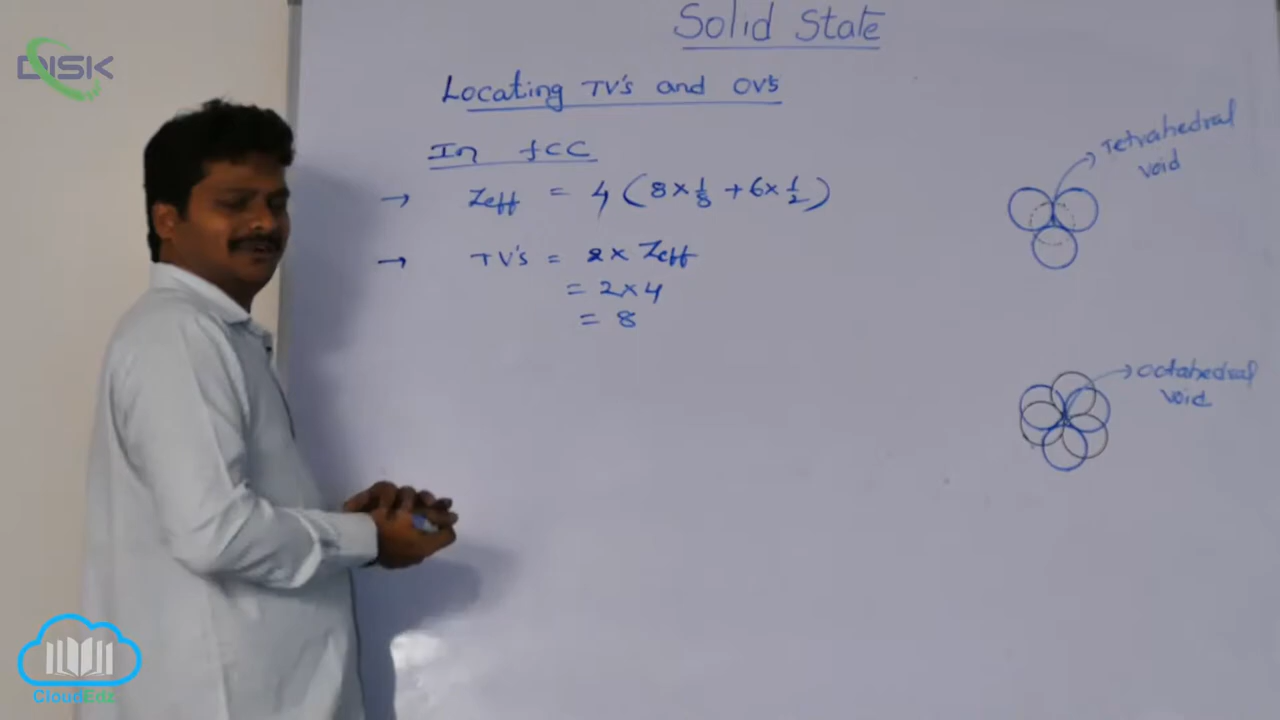 DISK
Solid State
Locating TV's and OV's
In fCC
→ Zeff = 4 (8 × 1/8 + 6 × 1/2)
→ TV's = 2 × Zeff
= 2 × 4
= 8
Tetrahedral
void
Octahedral
void
CloudEdz